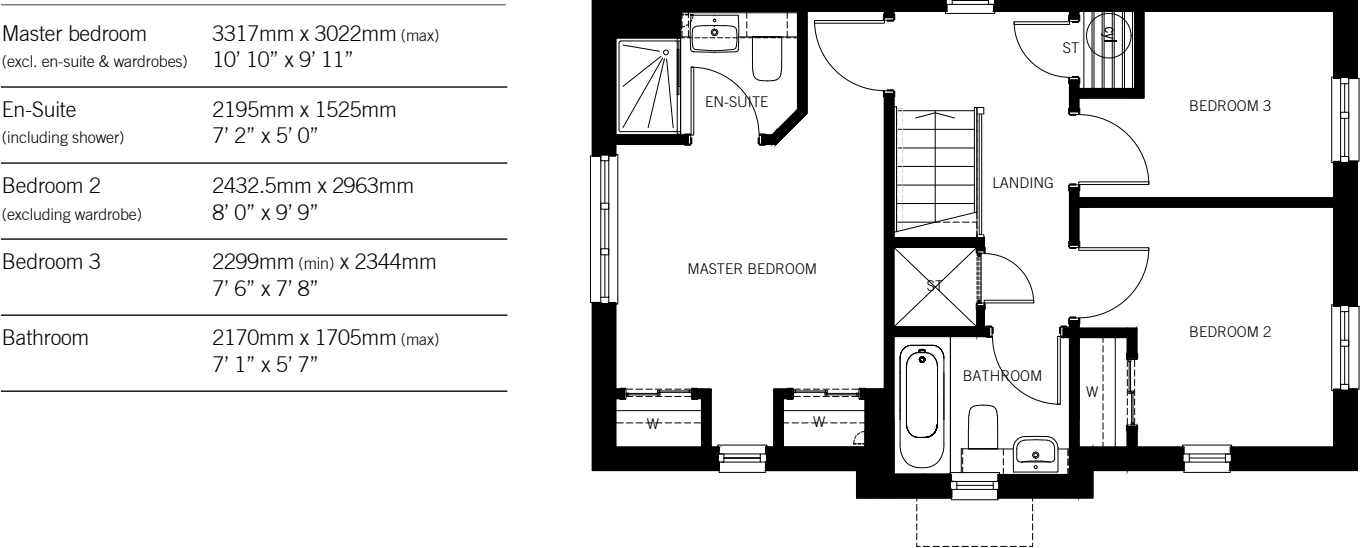 Master bedroom 3317mm x 3022mm (max)
(excl. en-suite & wardrobes) 10’ 10” x 9’ 11”
En-Suite 2195mm x 1525mm
(including shower) 7’ 2” x 5’ 0”
Bedroom 2 2432.5mm x 2963mm
(excluding wardrobe) 8’ 0” x 9’ 9”
Bedroom 3 2299mm (min) x 2344mm
7’ 6” x 7’ 8”
Bathroom 2170mm x 1705mm (max)
7’ 1” x 5’ 7”
ST
cyl
EN-SUITE
BEDROOM 3
LANDING
MASTER BEDROOM
ST
BEDROOM 2
BATHROOM
W
W
W